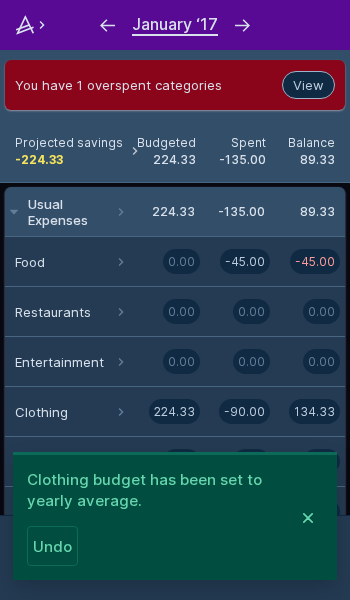 January ‘17
You have 1 overspent categories
View
Projected savings Budgeted Spent Balance
-224.33 224.33 -135.00 89.33
Usual
Expenses
224.33 -135.00 89.33
Food 0.00 -45.00 -45.00
Restaurants 0.00 0.00 0.00
Entertainment 0.00 0.00 0.00
Clothing 224.33 -90.00 134.33
Clothing budget has been set to
yearly average.
Undo